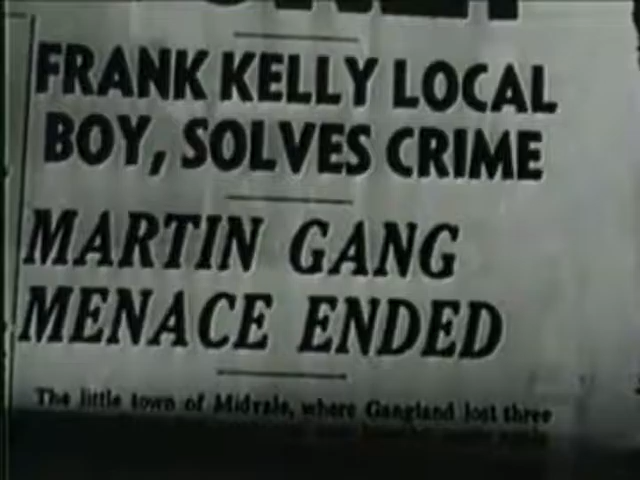 FRANK KELLY LOCAL
BOY, SOLVES CRIME
MARTIN GANG
MENACE ENDED
The little town of Midvale, where Gangland lost three